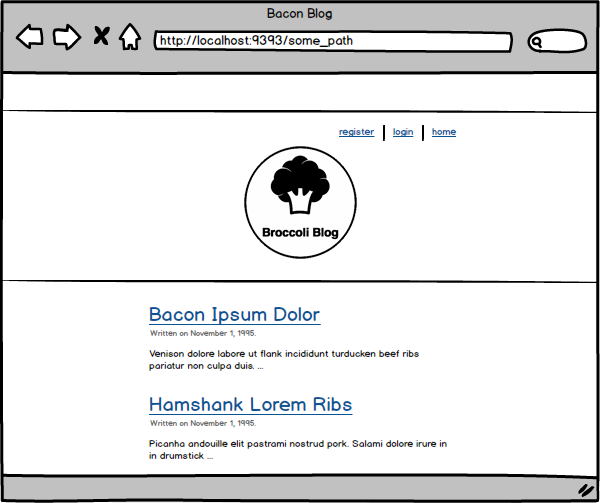 Bacon Blog
http://localhost:9393/some_path
register | login | home
Broccoli Blog
Bacon Ipsum Dolor
Written on November 1, 1995.
Venison dolore labore ut flank incididunt turducken beef ribs
pariatur non culpa duis. ...
Hamshank Lorem Ribs
Written on November 1, 1995.
Picanha andouille elit pastrami nostrud pork. Salami dolore irure in
in drumstick ...